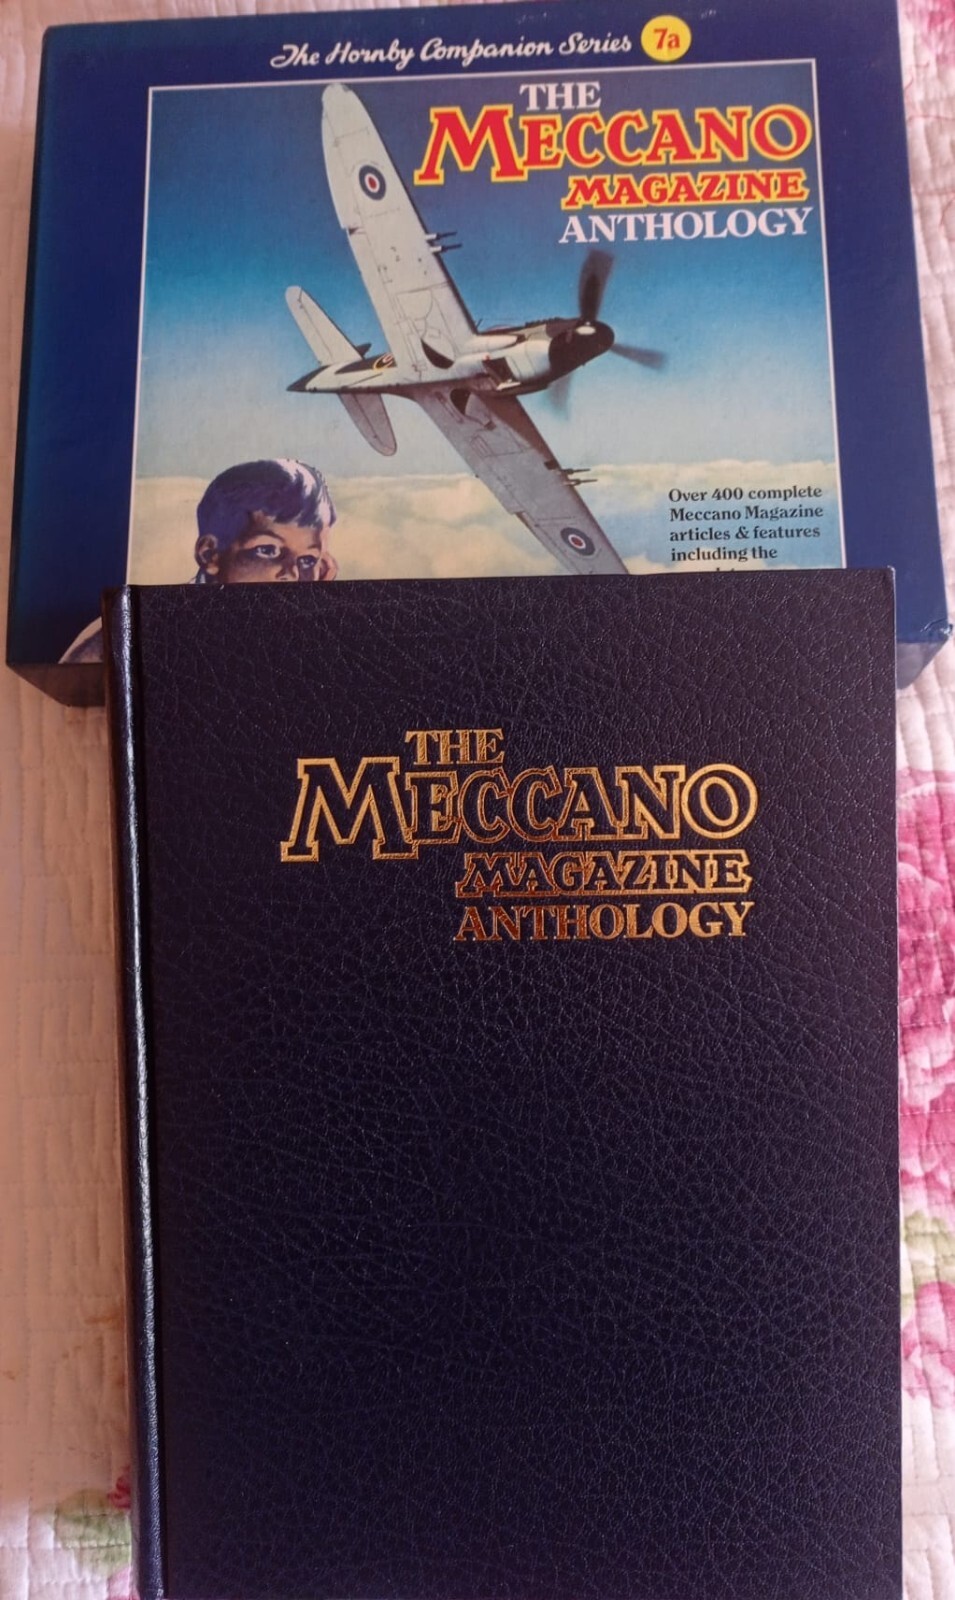 The Hornby Companion Series 7a
THE
MECCANO
MAGAZINE
ANTHOLOGY
Over 400 complete
Meccano Magazine
articles & features
including the
THE
MECCANO
MAGAZINE
ANTHOLOGY